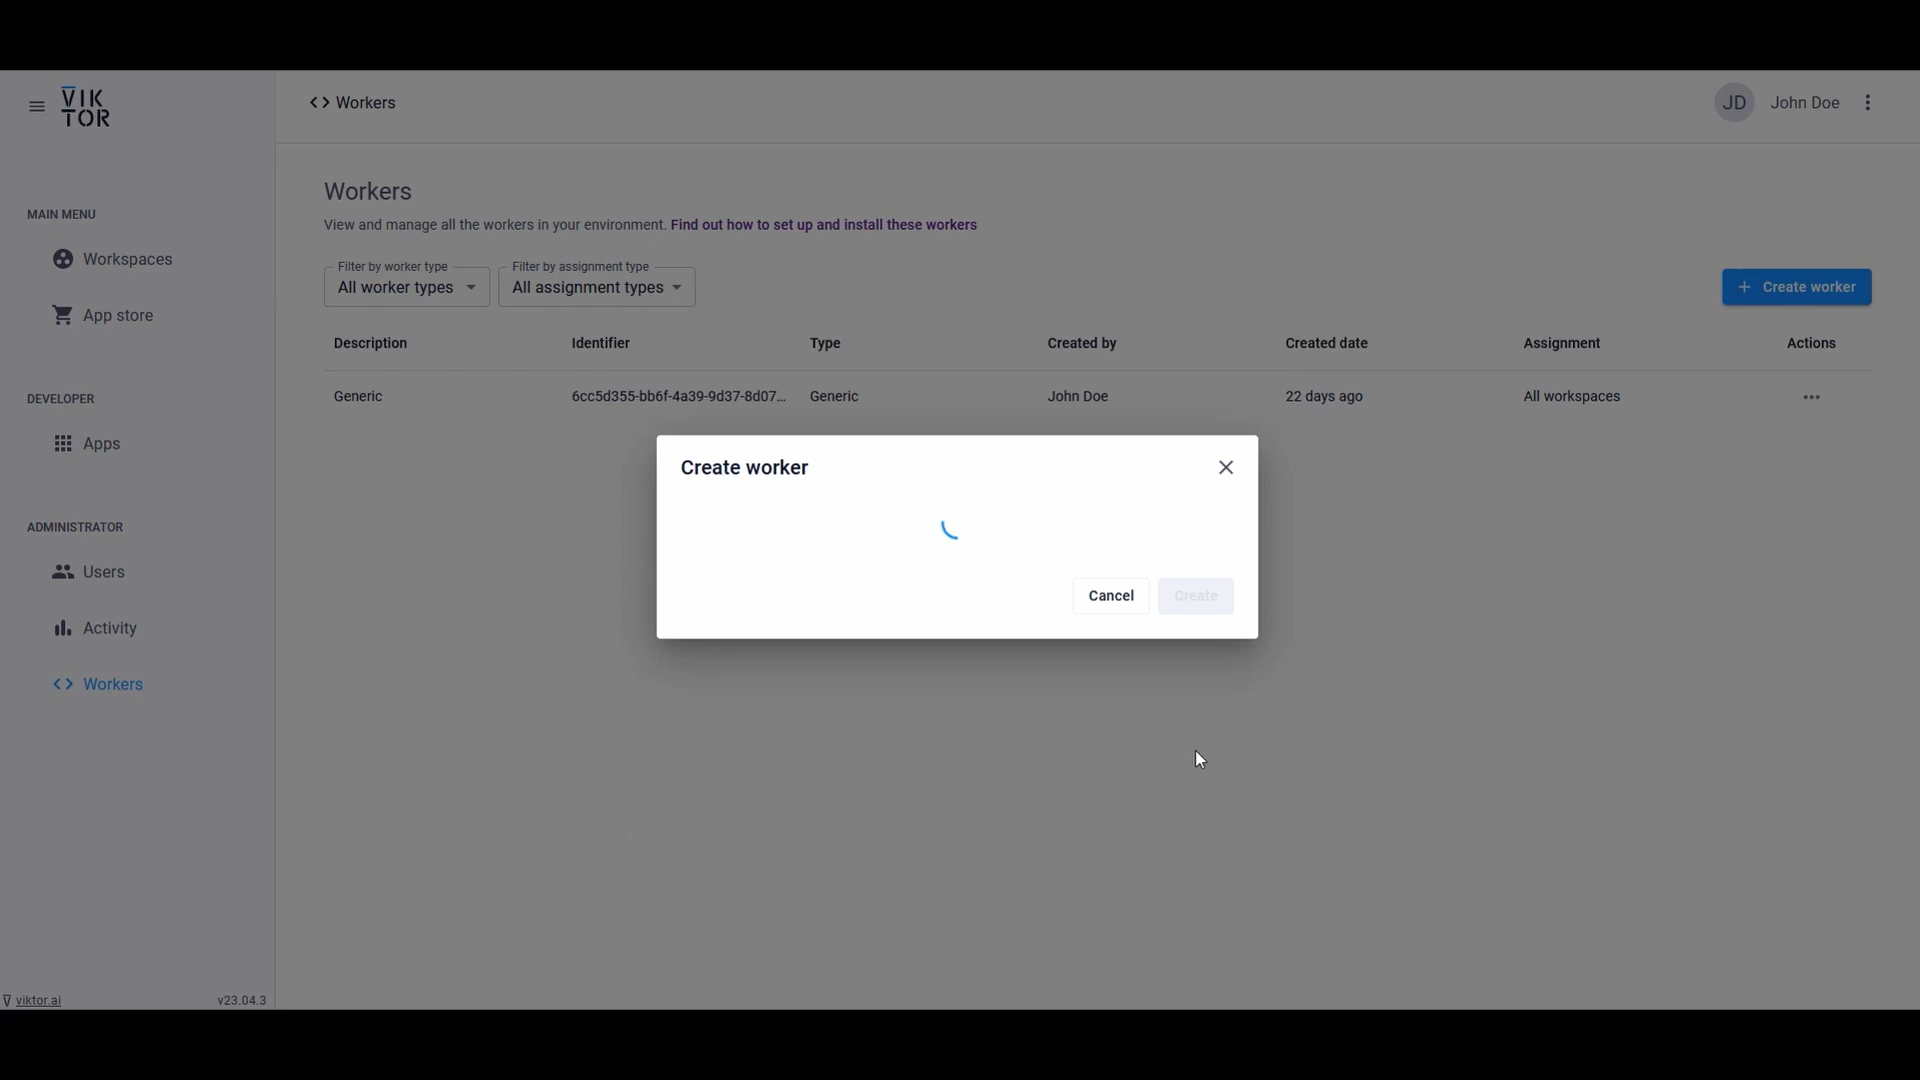 VIK
TOR
Workers
JD
John Doe
MAIN MENU
Workspaces
App store
DEVELOPER
Apps
ADMINISTRATOR
Users
Activity
Workers
viktor.ai
v23.04.3
Workers
View and manage all the workers in your environment. Find out how to set up and install these workers
Filter by worker type
All worker types
Filter by assignment type
All assignment types
+ Create worker
Description Identifier Type Created by Created date Assignment Actions
Generic 6cc5d355-bb6f-4a39-9d37-8d07... Generic John Doe 22 days ago All workspaces
Create worker
Cancel
Create